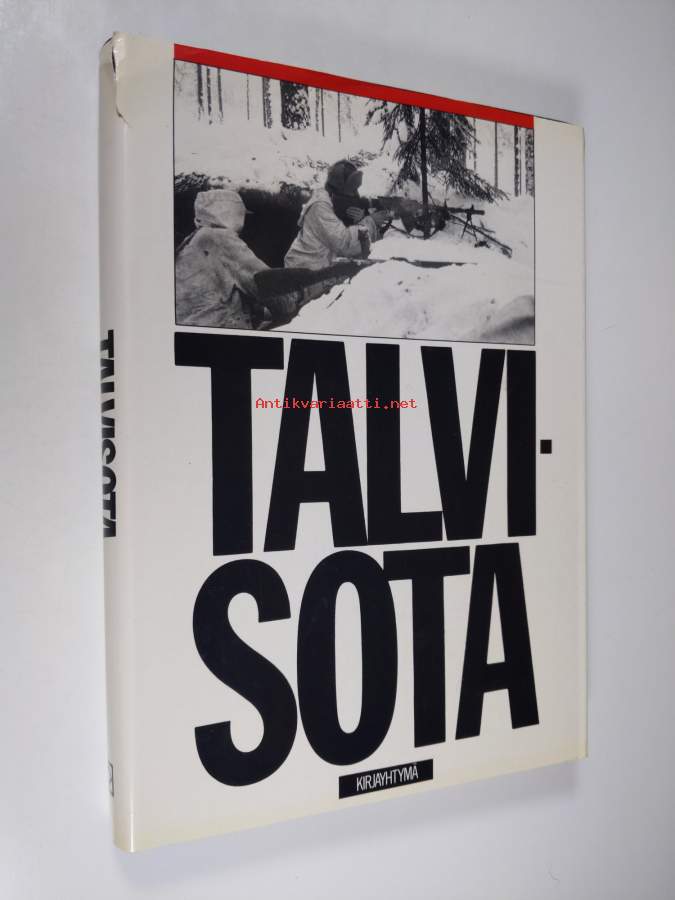 TALVI-
SOTA
KIRJAYHTYMÄ
TALVISOTA
Antikvariaatti.net